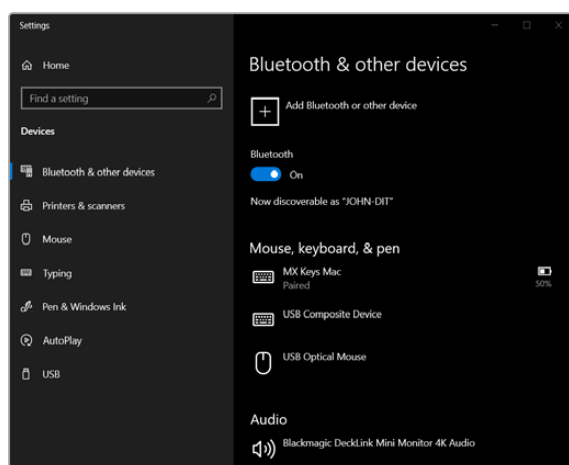 Settings
Home
Find a setting
Devices
Bluetooth & other devices
Printers & scanners
Mouse
Typing
Pen & Windows Ink
AutoPlay
USB
Bluetooth & other devices
Add Bluetooth or other device
Bluetooth
On
Now discoverable as "JOHN-DIT"
Mouse, keyboard, & pen
MX Keys Mac
Paired
50%
USB Composite Device
USB Optical Mouse
Audio
Blackmagic DeckLink Mini Monitor 4K Audio